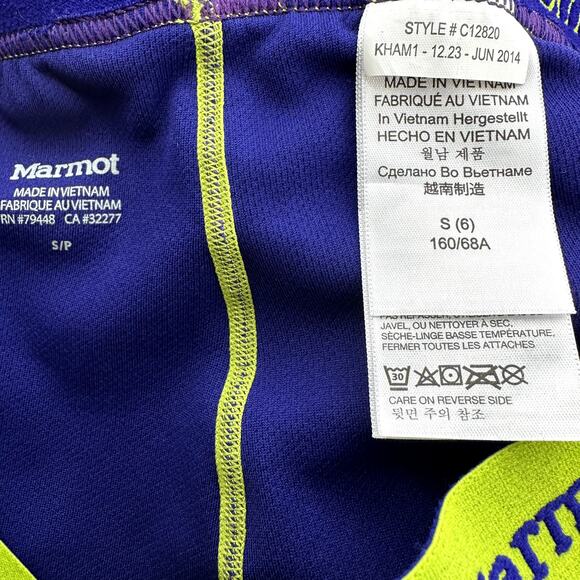 Marmot
MADE IN VIETNAM
FABRIQUÉ AU VIETNAM
RN #79448 CA #32277
S/P
STYLE # C12820
KHAM1 - 12.23 - JUN 2014
MADE IN VIETNAM
FABRIQUÉ AU VIETNAM
In Vietnam Hergestellt
HECHO EN VIETNAM
월남 제품
Сделано Во Вьетнаме
越南制造
S (6)
160/68A
PAS REPASSER,
JAVEL, OU NETTOYER À SEC.
SÈCHE-LINGE BASSE TEMPÉRATURE,
FERMER TOUTES LES ATTACHES
30
CARE ON REVERSE SIDE
뒷면 주의 참조